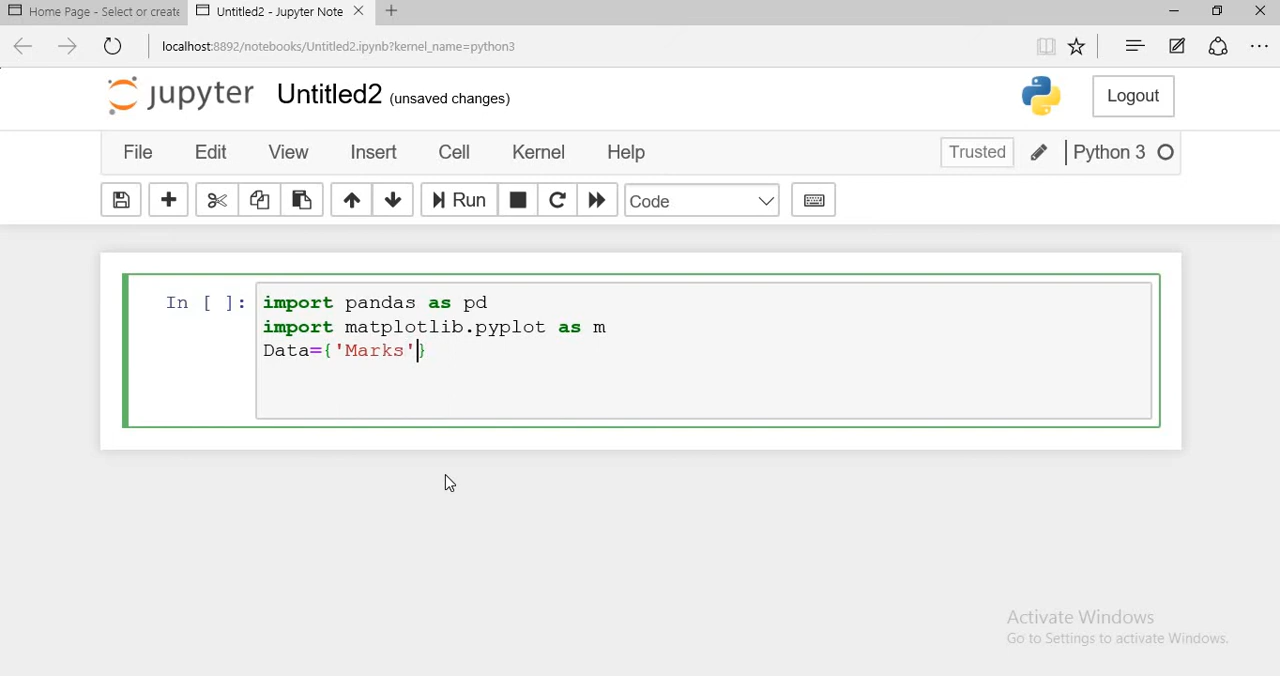 Home Page - Select or create
Untitled2 - Jupyter Note
localhost:8892/notebooks/Untitled2.ipynb?kernel_name=python3
jupyter Untitled2 (unsaved changes)
Logout
File Edit View Insert Cell Kernel Help Trusted Python 3
Run Code
In [ ]: import pandas as pd
import matplotlib.pyplot as m
Data={'Marks'}
Activate Windows
Go to Settings to activate Windows.